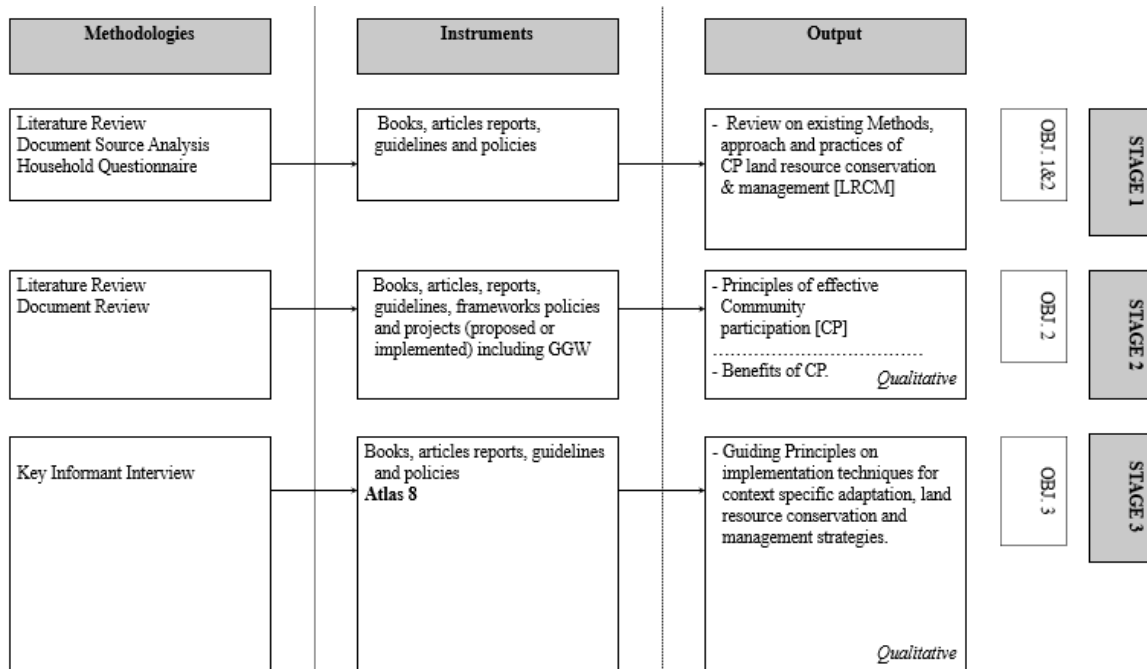 Methodologies
Instruments
Output
Literature Review
Document Source Analysis
Household Questionnaire
Books, articles reports,
guidelines and policies
- Review on existing Methods,
approach and practices of
CP land resource conservation
& management [LRCM]
OBJ. 1&2
STAGE 1
Literature Review
Document Review
Books, articles, reports,
guidelines, frameworks policies
and projects (proposed or
implemented) including GGW
- Principles of effective
Community
participation [CP]
- Benefits of CP.
Qualitative
OBJ. 2
STAGE 2
Key Informant Interview
Books, articles reports, guidelines
and policies
Atlas 8
- Guiding Principles on
implementation techniques for
context specific adaptation, land
resource conservation and
management strategies.
Qualitative
OBJ. 3
STAGE 3